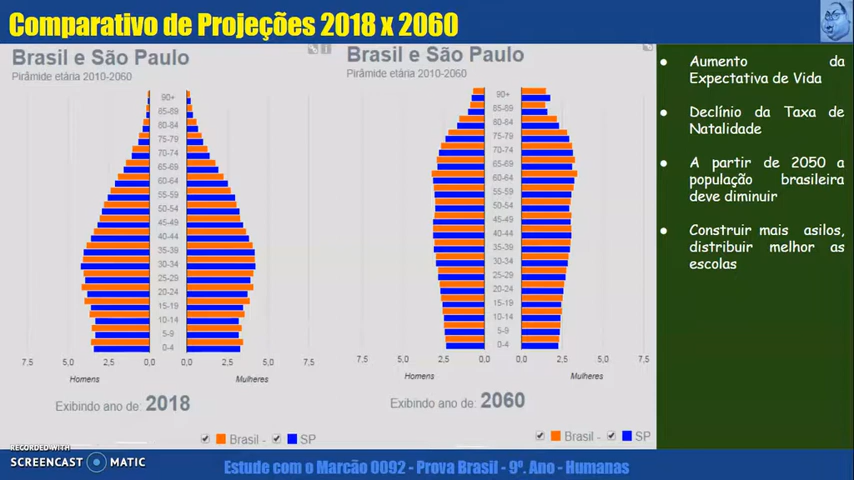 Comparativo de Projeções 2018 x 2060
Brasil e São Paulo
Pirâmide etária 2010-2060
90+
85-89
80-84
75-79
70-74
65-69
60-64
55-59
50-54
45-49
40-44
35-39
30-34
25-29
20-24
15-19
10-14
5-9
0-4
7,5 5,0 2,5 0,0 0,0 2,5 5,0 7,5
Homens Mulheres
Exibindo ano de: 2018
Brasil - SP
Brasil e São Paulo
Pirâmide etária 2010-2060
90+
85-89
80-84
75-79
70-74
65-69
60-64
55-59
50-54
45-49
40-44
35-39
30-34
25-29
20-24
15-19
10-14
5-9
0-4
7,5 5,0 2,5 0,0 0,0 2,5 5,0 7,5
Homens Mulheres
Exibindo ano de: 2060
Brasil - SP
Aumento da
Expectativa de Vida
Declínio da Taxa de
Natalidade
A partir de 2050 a
população brasileira
deve diminuir
Construir mais asilos,
distribuir melhor as
escolas
RECORDED WITH
SCREENCAST MATIC
Estude com o Marcão 0092 - Prova Brasil - 9º. Ano - Humanas